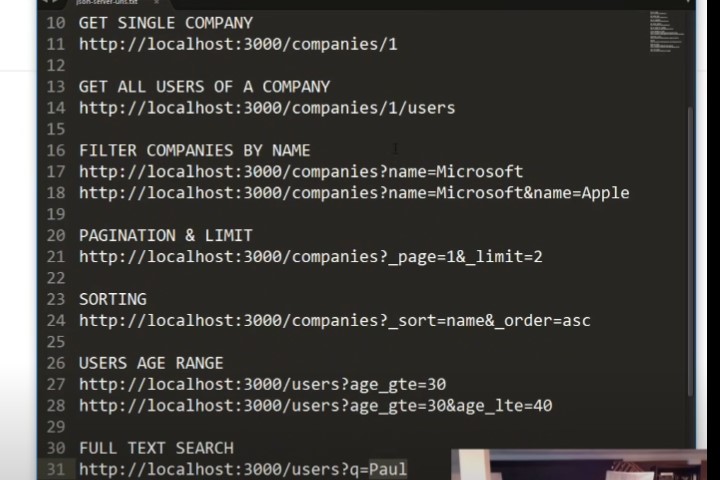 json-server-urls.txt
10 GET SINGLE COMPANY
11 http://localhost:3000/companies/1
12
13 GET ALL USERS OF A COMPANY
14 http://localhost:3000/companies/1/users
15
16 FILTER COMPANIES BY NAME
17 http://localhost:3000/companies?name=Microsoft
18 http://localhost:3000/companies?name=Microsoft&name=Apple
19
20 PAGINATION & LIMIT
21 http://localhost:3000/companies?_page=1&_limit=2
22
23 SORTING
24 http://localhost:3000/companies?_sort=name&_order=asc
25
26 USERS AGE RANGE
27 http://localhost:3000/users?age_gte=30
28 http://localhost:3000/users?age_gte=30&age_lte=40
29
30 FULL TEXT SEARCH
31 http://localhost:3000/users?q=Paul